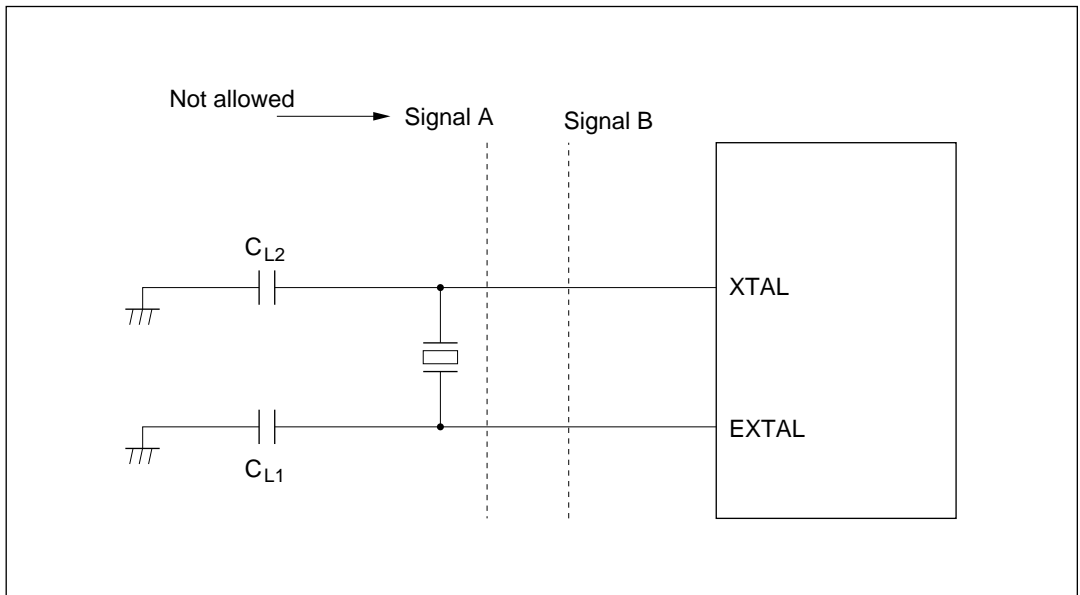 Not allowed
Signal A
Signal B
CL2
XTAL
EXTAL
CL1